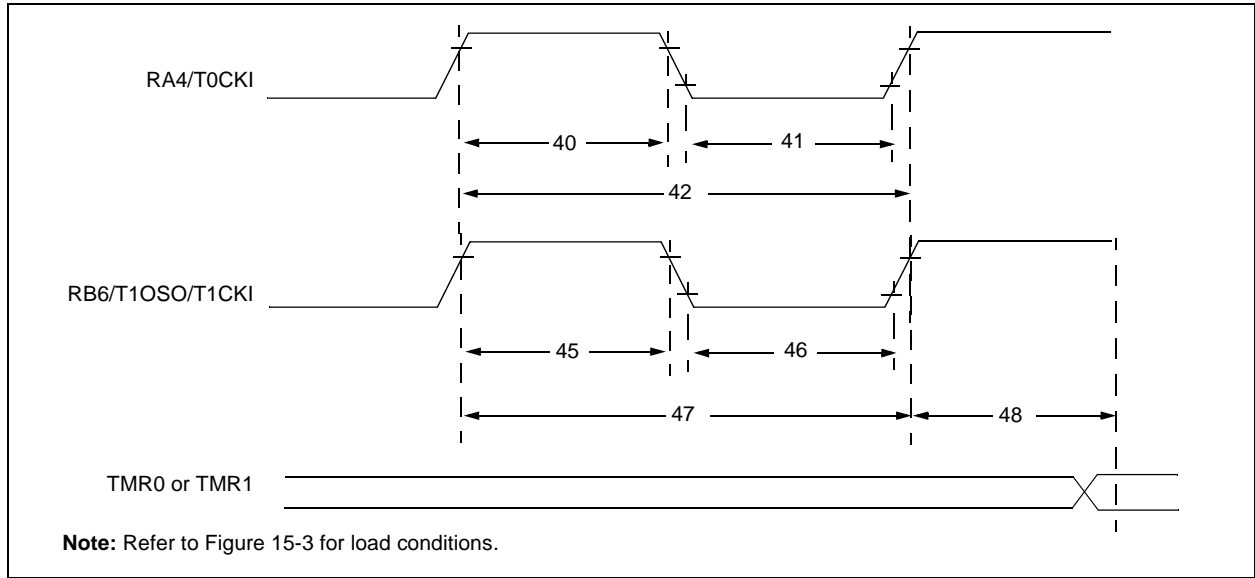 RA4/T0CKI
40
41
42
RB6/T1OSO/T1CKI
45
46
47
48
TMR0 or TMR1
Note: Refer to Figure 15-3 for load conditions.